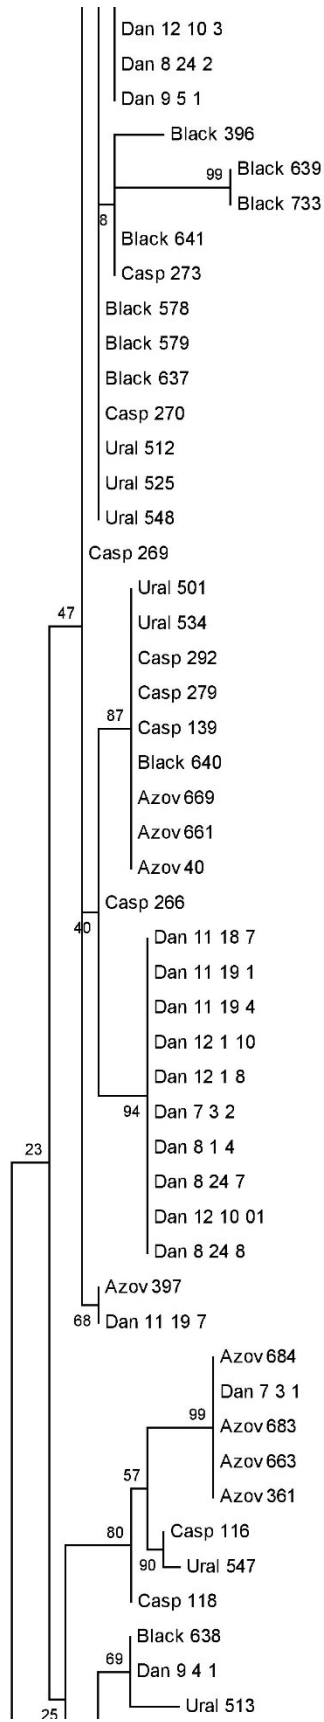 Dan 12 10 3
Dan 8 24 2
Dan 9 5 1
Black 396
99
Black 639
Black 733
8
Black 641
Casp 273
Black 578
Black 579
Black 637
Casp 270
Ural 512
Ural 525
Ural 548
Casp 269
Ural 501
47
Ural 534
Casp 292
Casp 279
87
Casp 139
Black 640
Azov 669
Azov 661
Azov 40
Casp 266
40
Dan 11 18 7
Dan 11 19 1
Dan 11 19 4
Dan 12 1 10
Dan 12 1 8
94
Dan 7 3 2
23
Dan 8 1 4
Dan 8 24 7
Dan 12 10 01
Dan 8 24 8
Azov 397
68
Dan 11 19 7
Azov 684
Dan 7 3 1
99
Azov 683
Azov 663
57
Azov 361
80
Casp 116
90
Ural 547
Casp 118
Black 638
69
Dan 9 4 1
Ural 513
25